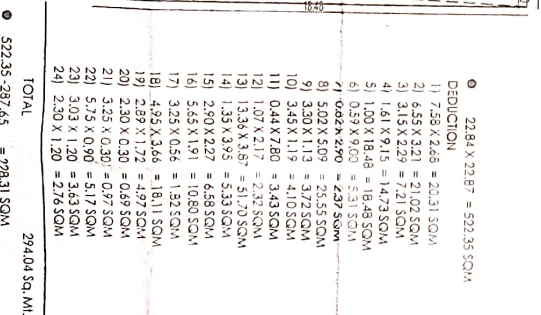 18.48
22.84 X 22.87 = 522.35 SQM
DEDUCTION
1) 7.58 X 2.68 = 20.31 SQM
2) 6.55 X 3.21 = 21.02 SQM
3) 3.15 X 2.29 = 7.21 SQM
4) 1.61 X 9.15 = 14.73 SQM
5) 1.00 X 18.48 = 18.48 SQM
6) 0.59 X 9.00 = 5.31 SQM
7) 0.82 X 2.90 = 2.37 SQM
8) 5.02 X 5.09 = 25.55 SQM
9) 3.30 X 1.13 = 3.72 SQM
10) 3.45 X 1.19 = 4.10 SQM
11) 0.44 X 7.80 = 3.43 SQM
12) 1.07 X 2.17 = 2.32 SQM
13) 13.36 X 3.87 = 51.70 SQM
14) 1.35 X 3.95 = 5.33 SQM
15) 2.90 X 2.27 = 6.58 SQM
16) 5.65 X 1.91 = 10.80 SQM
17) 3.25 X 0.56 = 1.82 SQM
18) 4.95 X 3.66 = 18.11 SQM
19) 2.89 X 1.72 = 4.97 SQM
20) 2.30 X 0.30 = 0.69 SQM
21) 3.25 X 0.30 = 0.97 SQM
22) 5.75 X 0.90 = 5.17 SQM
23) 3.03 X 1.20 = 3.63 SQM
24) 2.30 X 1.20 = 2.76 SQM
TOTAL 294.04 Sq. Mt.
522.35 -287.65 = 228.31 SQM